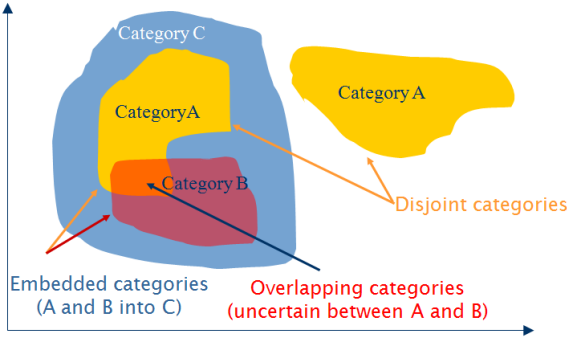 Category C
CategoryA
Category A
Category B
Disjoint categories
Embedded categories
(A and B into C)
Overlapping categories
(uncertain between A and B)